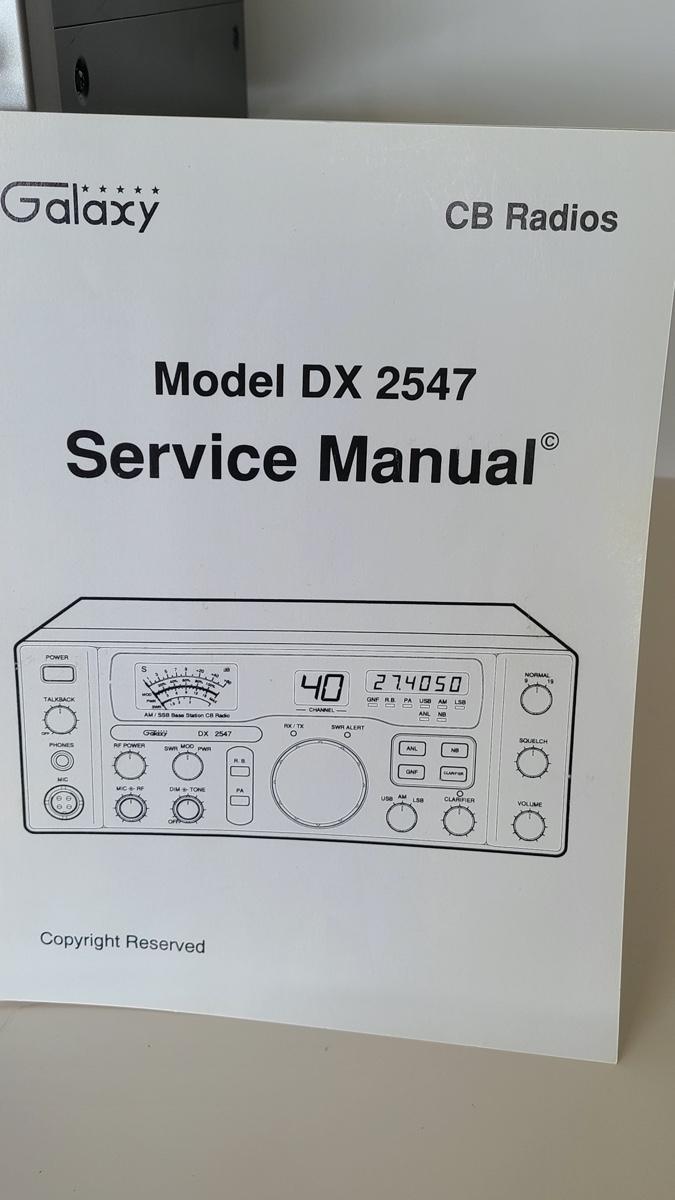 Galaxy
CB Radios
Model DX 2547
Service Manual©
POWER
TALKBACK
OFF
PHONES
MIC
S
dB
MOD
AM / SSB Base Station CB Radio
40
CHANNEL
27.4050
GNF R.B. PA USB AM LSB
ANL NB
Galaxy DX 2547
RX / TX
SWR ALERT
RF POWER
SWR MOD PWR
R.B.
PA
MIC RF
DIM TONE
OFF
ANL
NB
GNF
CLARIFIER
USB AM LSB
CLARIFIER
NORMAL
9 19
SQUELCH
VOLUME
Copyright Reserved